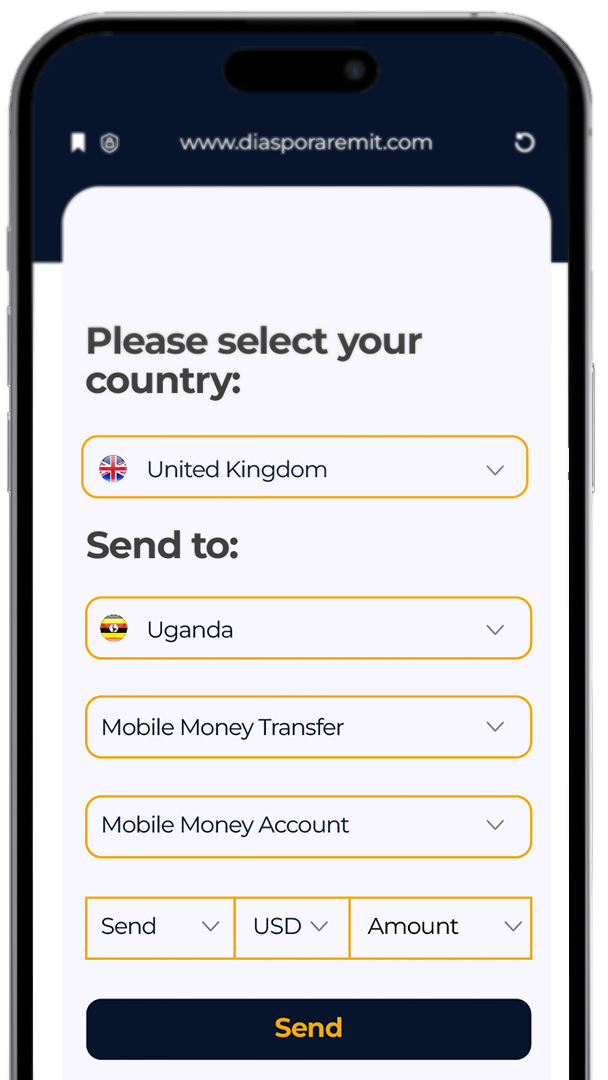 www.diasporaremit.com
Please select your
country:
United Kingdom
Send to:
Uganda
Mobile Money Transfer
Mobile Money Account
Send USD Amount
Send